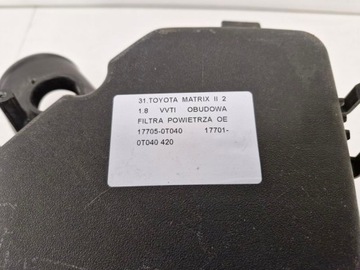 31 TOYOTA MATRIX II 2
1.8 VVTI OBUDOWA
FILTRA POWIETRZA OE
17705-0T040 17701-
0T040 420